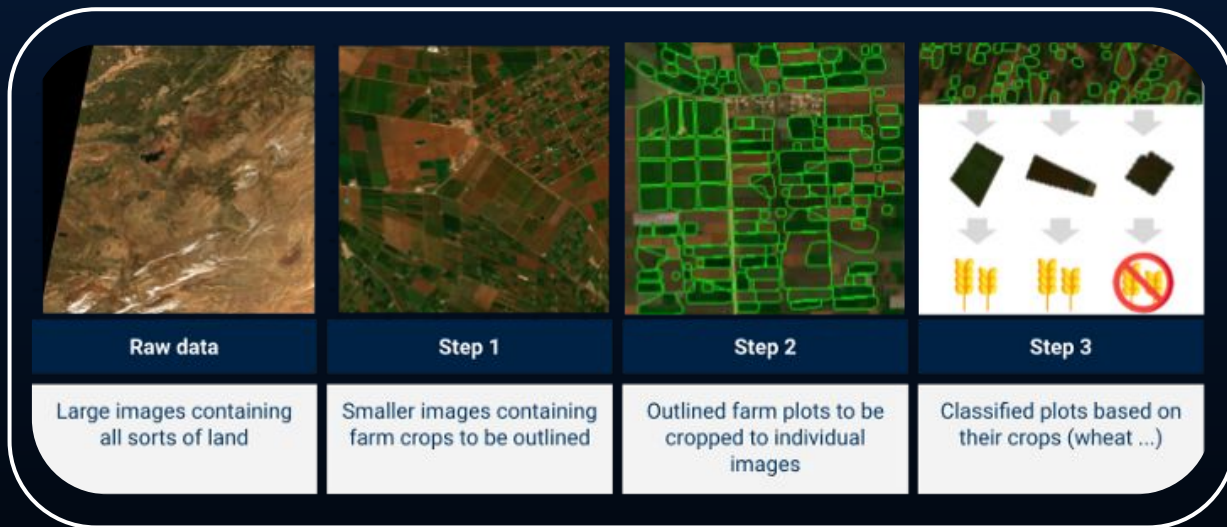 Raw data
Step 1
Step 2
Step 3
Large images containing
all sorts of land
Smaller images containing
farm crops to be outlined
Outlined farm plots to be
cropped to individual
images
Classified plots based on
their crops (wheat ...)